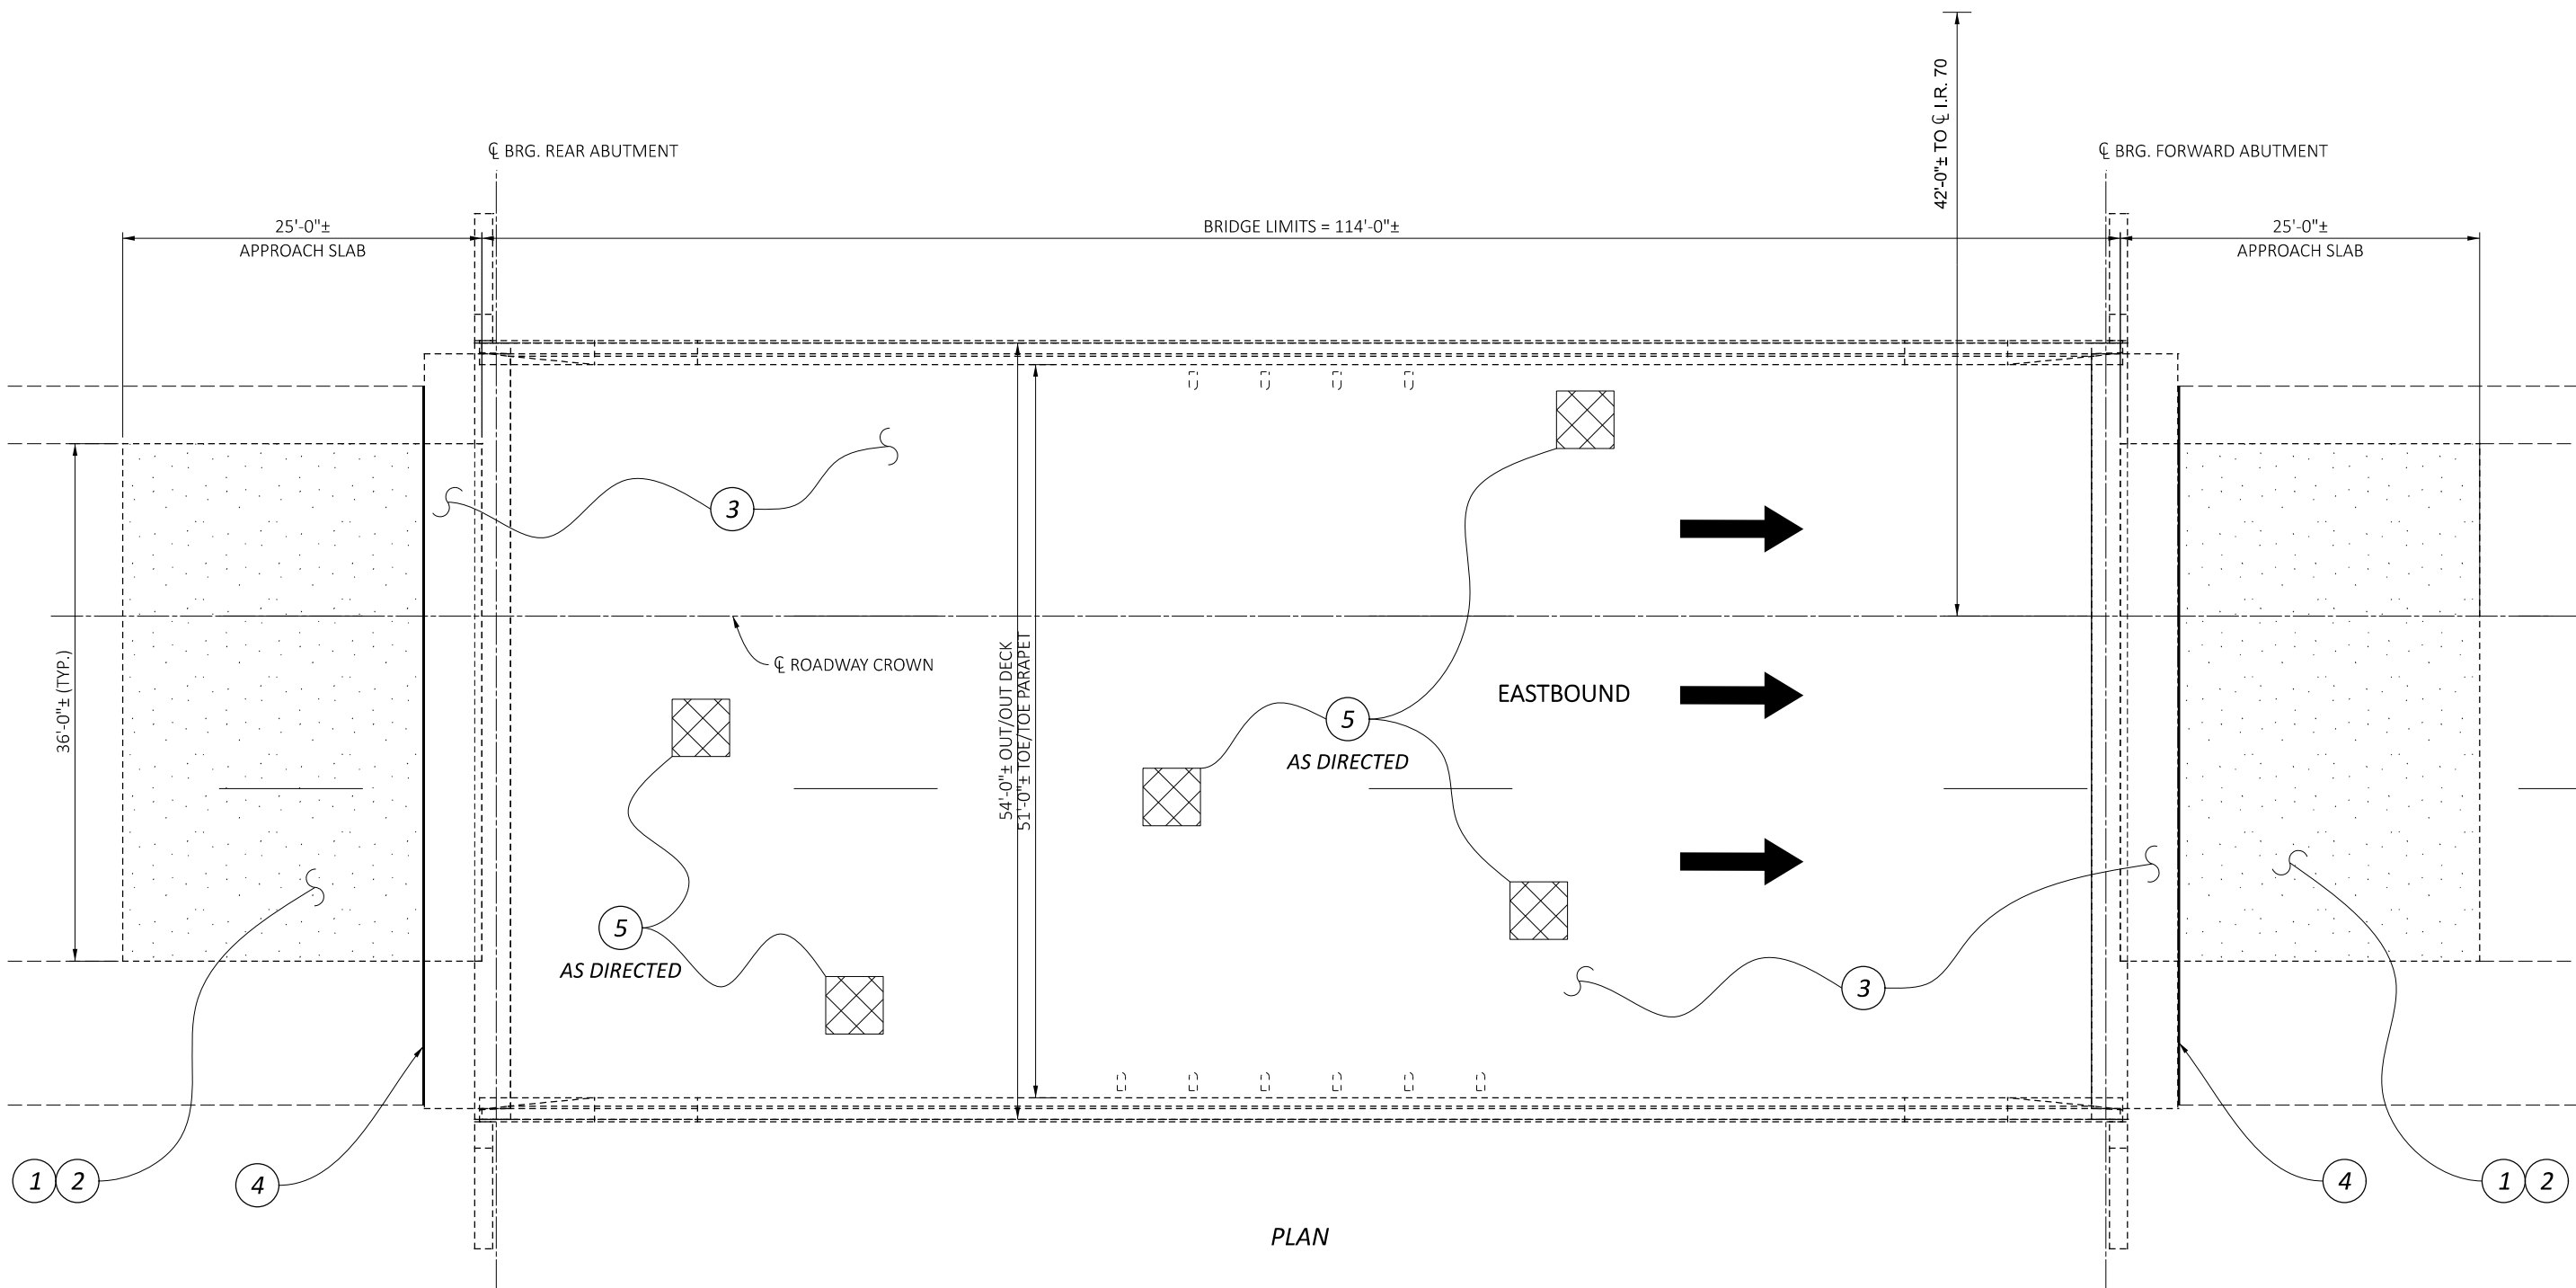 42'-0"± TO ℄ I.R. 70
℄ BRG. REAR ABUTMENT
℄ BRG. FORWARD ABUTMENT
25'-0"±
APPROACH SLAB
BRIDGE LIMITS = 114'-0"±
25'-0"±
APPROACH SLAB
3
36'-0"± (TYP.)
℄ ROADWAY CROWN
54'-0"± OUT/OUT DECK
51'-0"± TOE/TOE PARAPET
EASTBOUND
5
AS DIRECTED
5
AS DIRECTED
3
1 2
4
4
1 2
PLAN